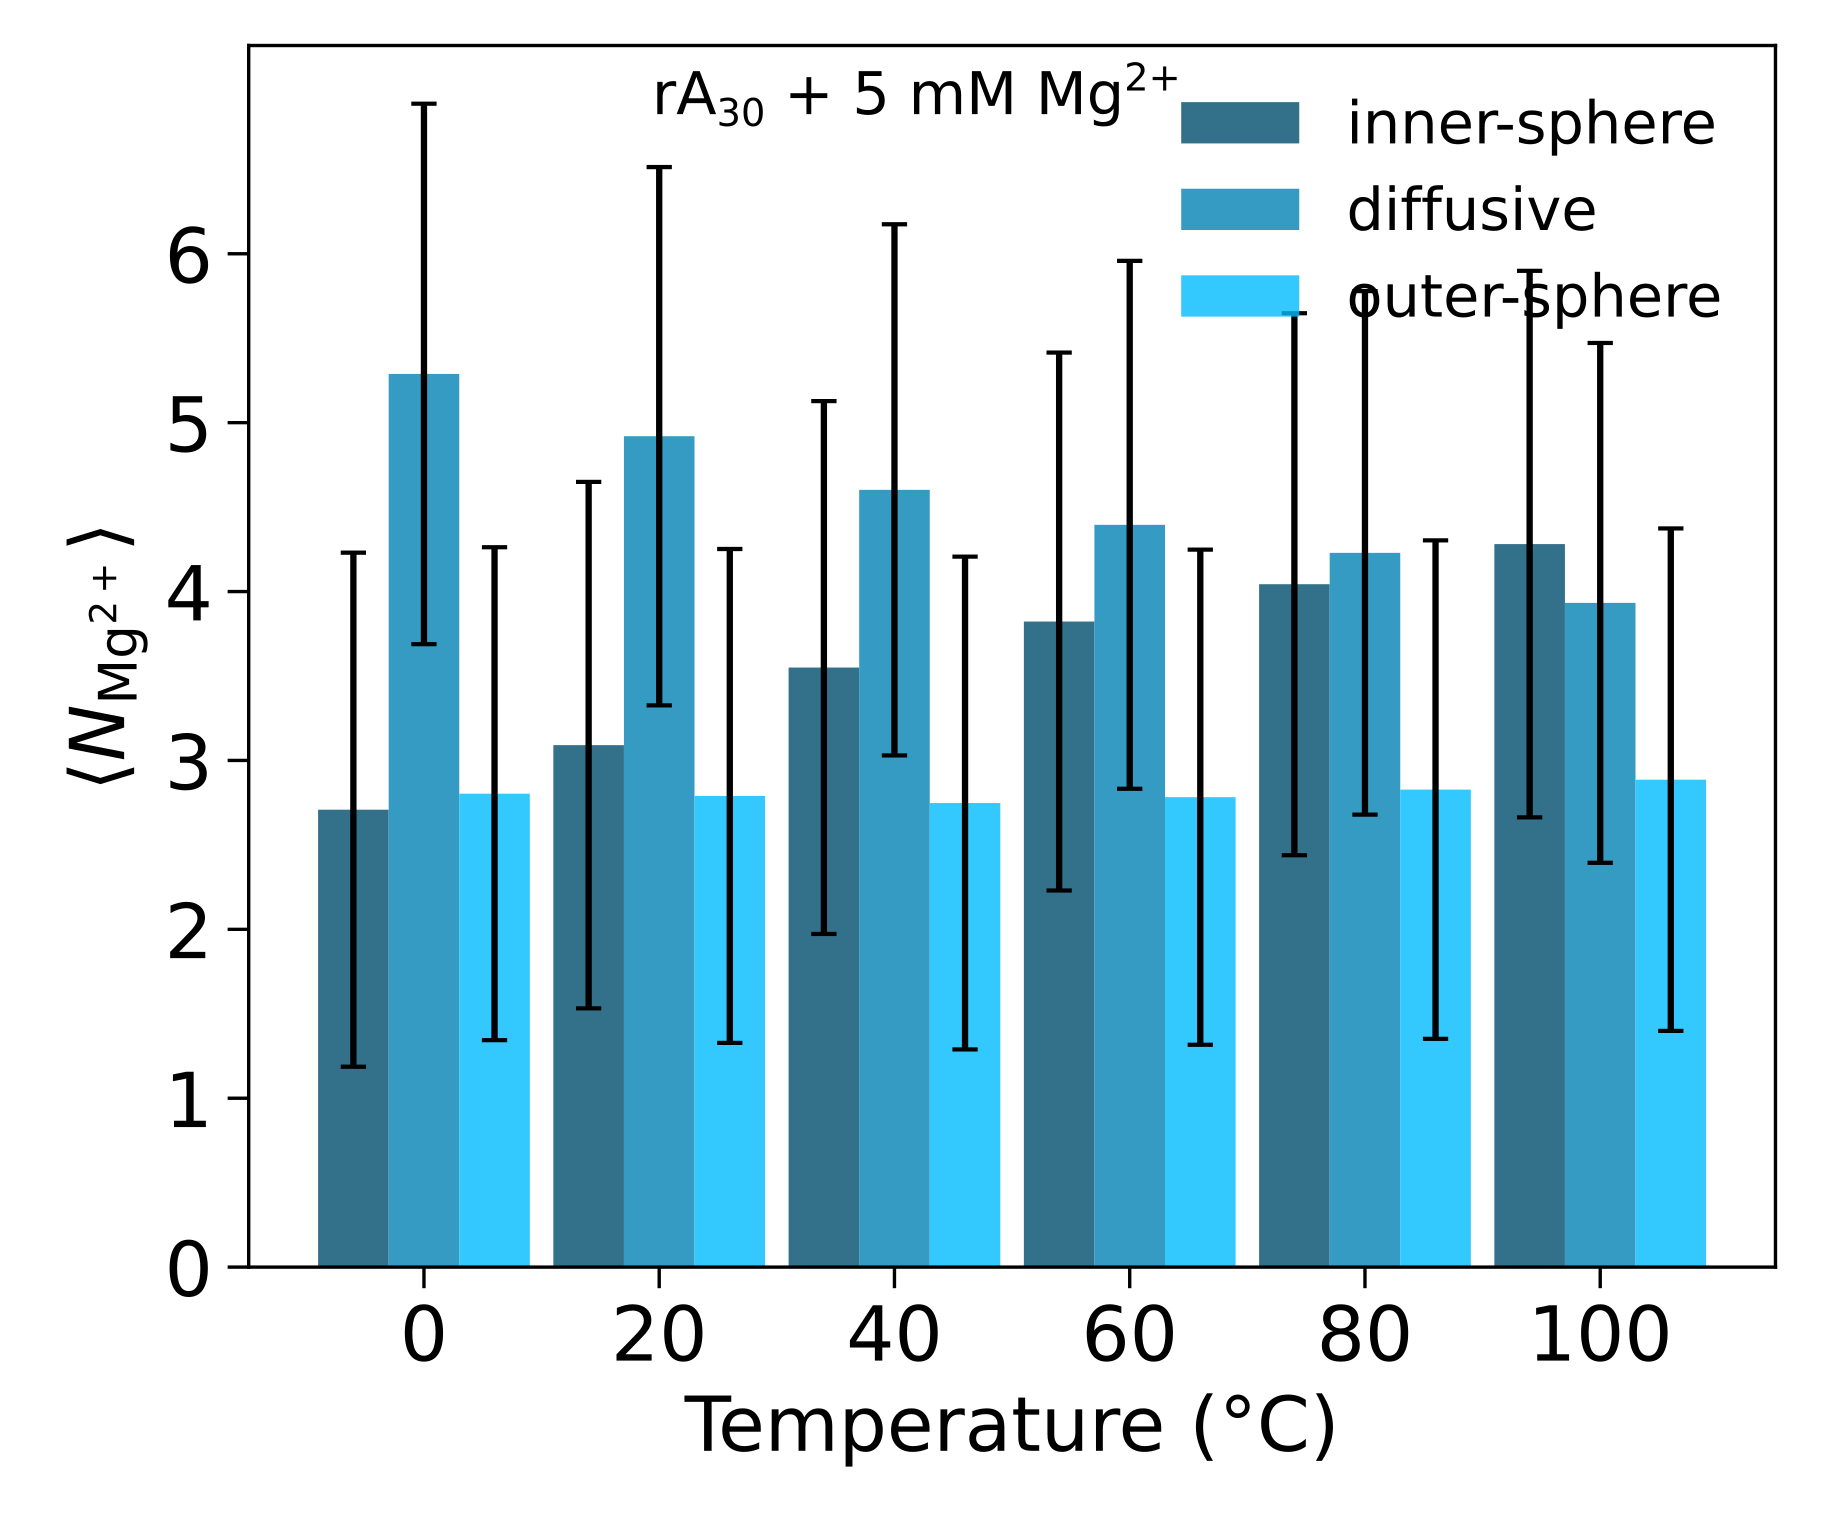 rA₃₀ + 5 mM Mg²⁺
inner-sphere
diffusive
outer-sphere
6
5
4
3
2
1
0
⟨N_Mg²⁺⟩
0 20 40 60 80 100
Temperature (°C)